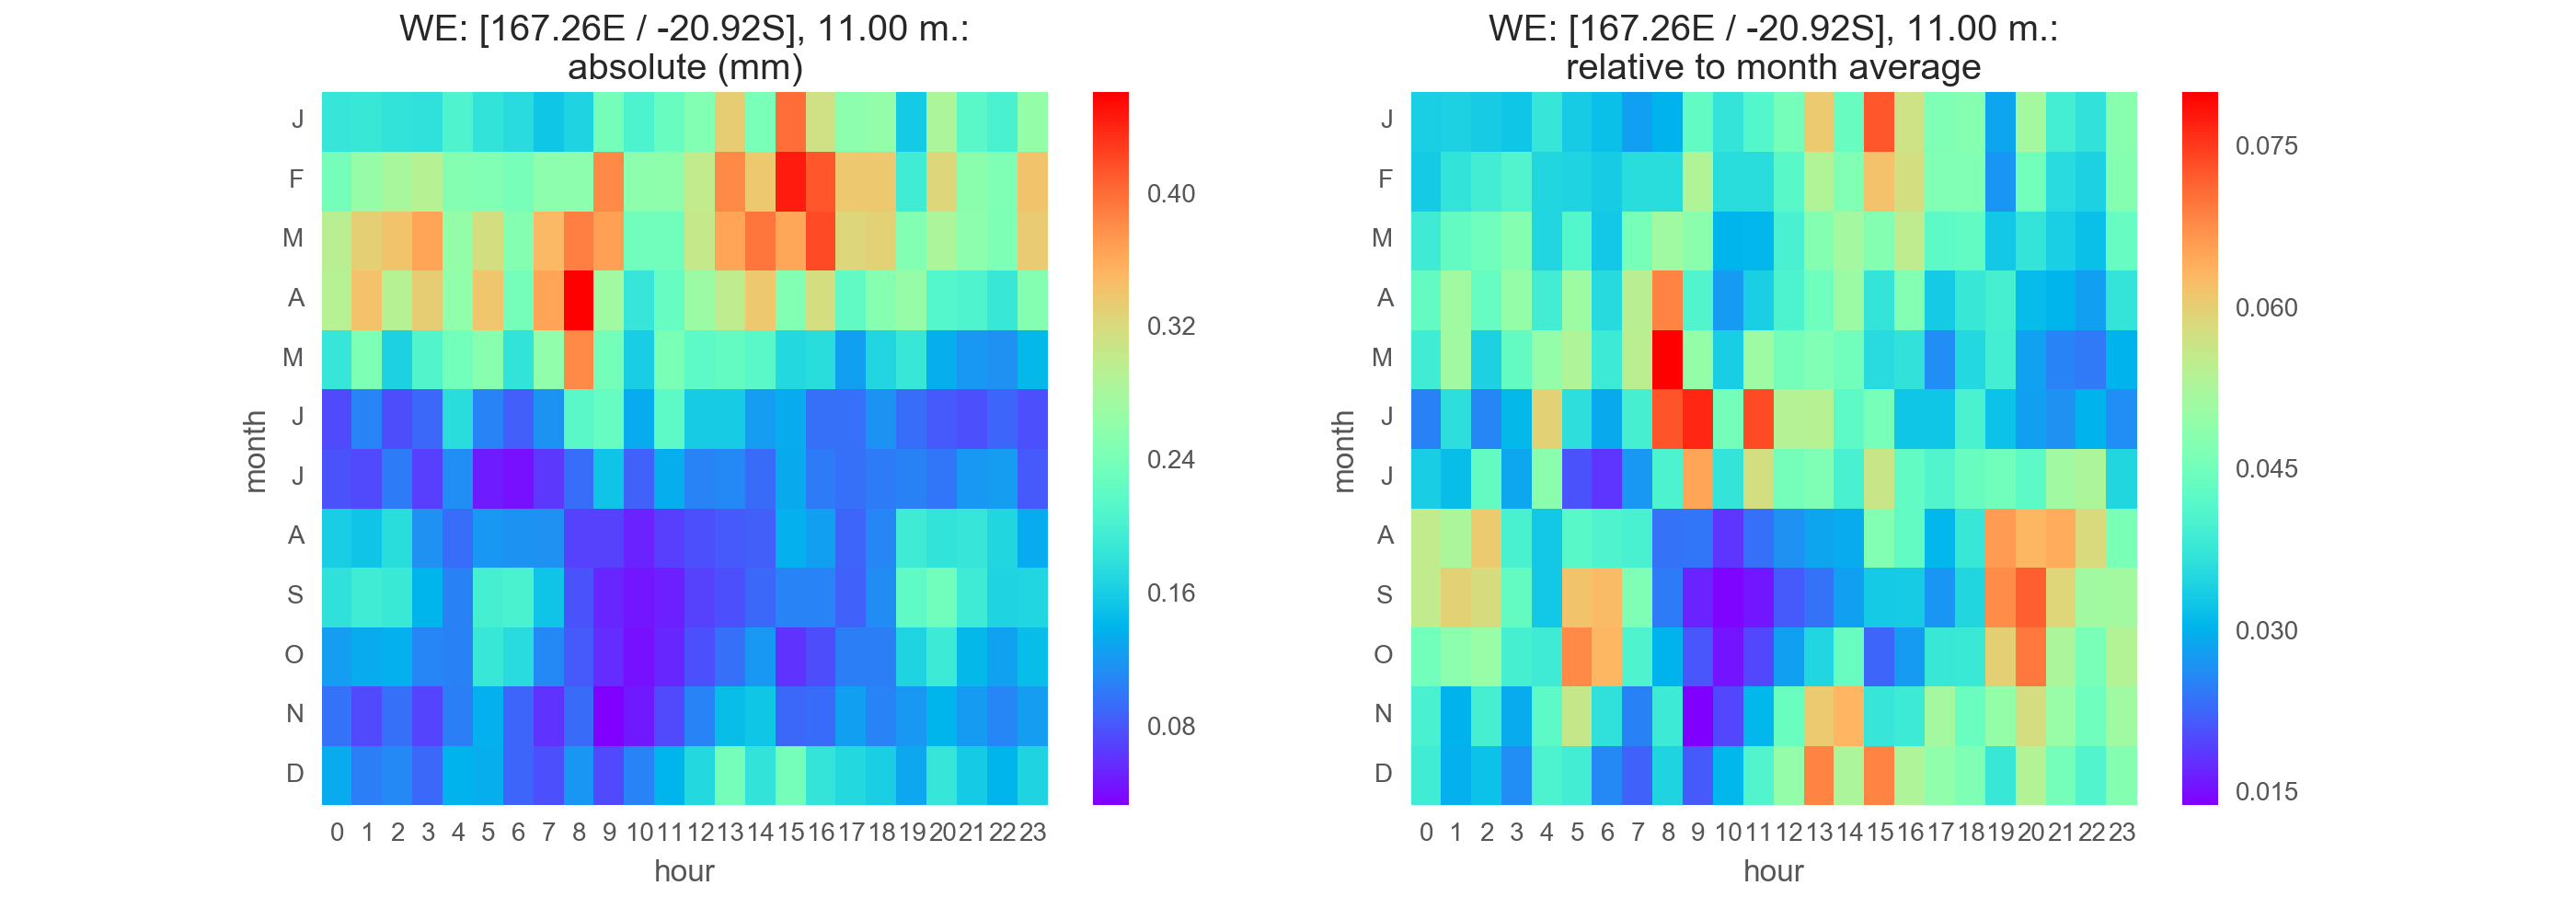 WE: [167.26E / -20.92S], 11.00 m.:
absolute (mm)
J
F
M
A
M
J
J
A
S
O
N
D
month
0 1 2 3 4 5 6 7 8 9 10 11 12 13 14 15 16 17 18 19 20 21 22 23
hour
0.40
0.32
0.24
0.16
0.08
WE: [167.26E / -20.92S], 11.00 m.:
relative to month average
J
F
M
A
M
J
J
A
S
O
N
D
month
0 1 2 3 4 5 6 7 8 9 10 11 12 13 14 15 16 17 18 19 20 21 22 23
hour
0.075
0.060
0.045
0.030
0.015